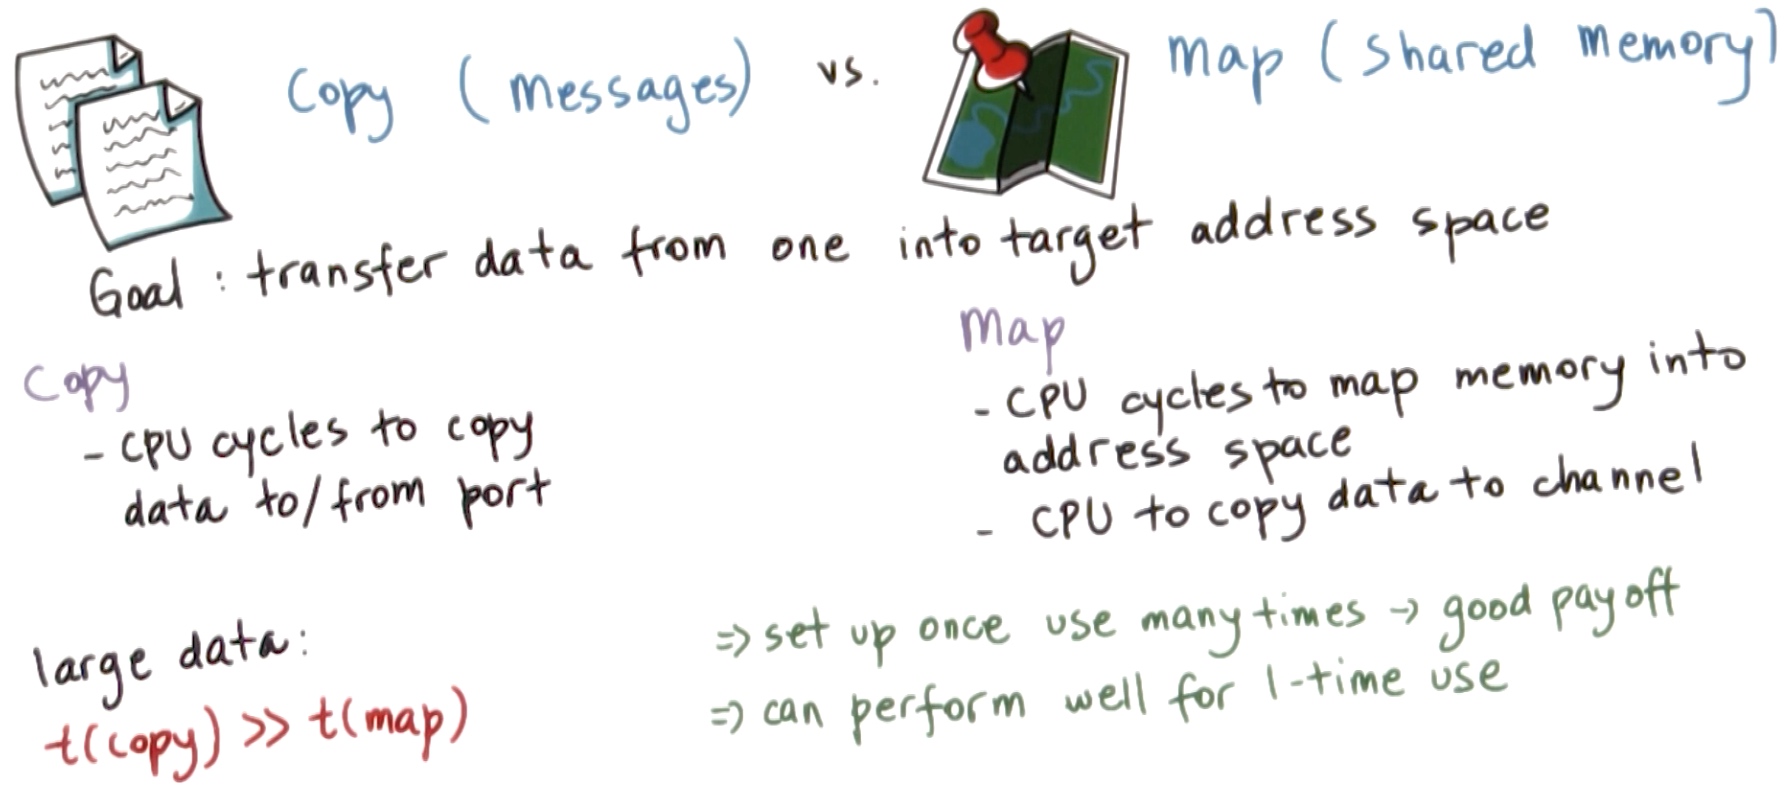 Copy (messages) vs. Map (shared memory)
Goal: transfer data from one into target address space
Copy
- CPU cycles to copy
data to/from port
Map
- CPU cycles to map memory into
address space
- CPU to copy data to channel
large data:
t(copy) >> t(map)
=> set up once use many times → good payoff
=> can perform well for 1-time use